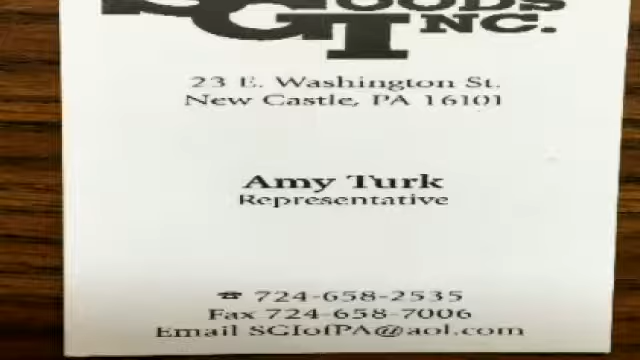 GOODS
INC.
23 E. Washington St.
New Castle, PA 16101
Amy Turk
Representative
☎ 724-658-2535
Fax 724-658-7006
Email SGIofPA@aol.com